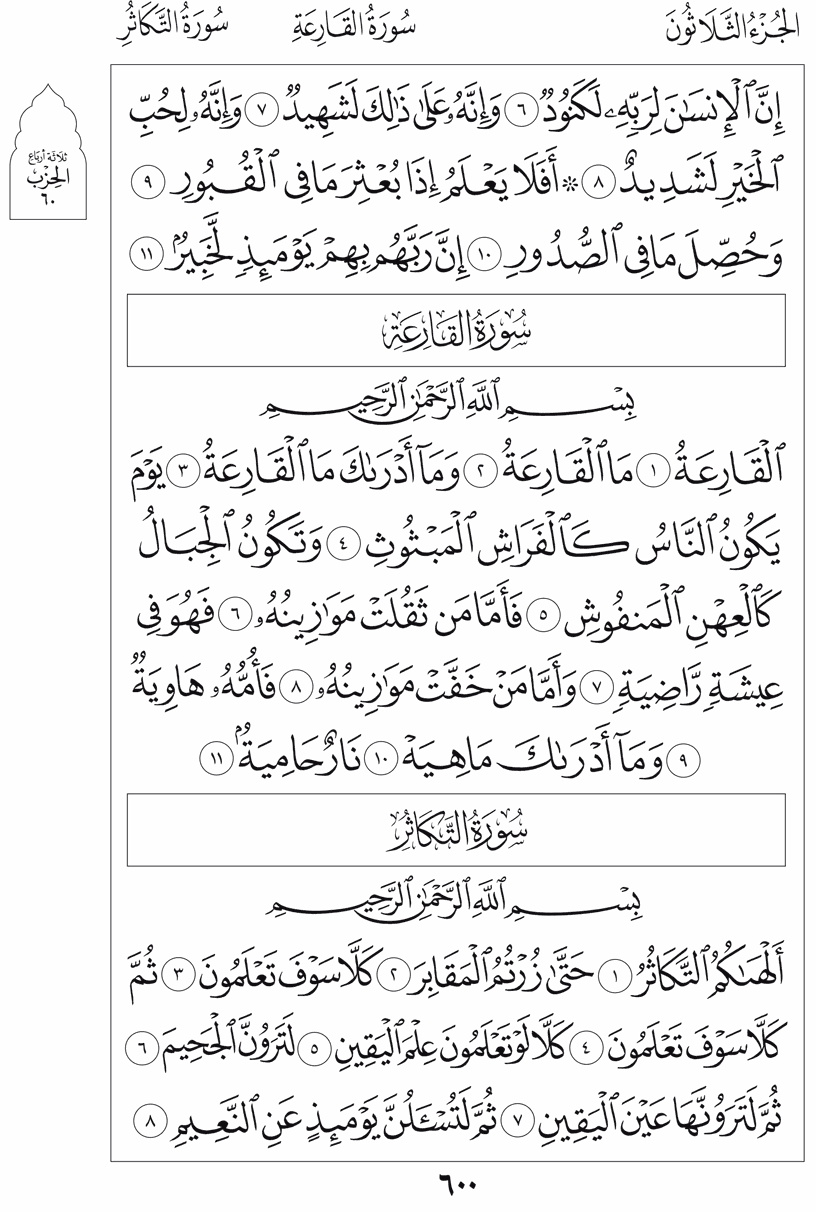 الجُزْءُ الثَّلَاثُونَ سُورَةُ القَارِعَةِ سُورَةُ التَّكَاثُرِ
ثلاثة أرباع
الحِزْب
٦٠
إِنَّ ٱلْإِنسَٰنَ لِرَبِّهِۦ لَكَنُودٌ ٦ وَإِنَّهُۥ عَلَىٰ ذَٰلِكَ لَشَهِيدٌ ٧ وَإِنَّهُۥ لِحُبِّ
ٱلْخَيْرِ لَشَدِيدٌ ٨ ۞ أَفَلَا يَعْلَمُ إِذَا بُعْثِرَ مَا فِي ٱلْقُبُورِ ٩
وَحُصِّلَ مَا فِي ٱلصُّدُورِ ١٠ إِنَّ رَبَّهُم بِهِمْ يَوْمَئِذٖ لَّخَبِيرُۢ ١١
سُورَةُ القَارِعَةِ
بِسْمِ ٱللَّهِ ٱلرَّحْمَٰنِ ٱلرَّحِيمِ
ٱلْقَارِعَةُ ١ مَا ٱلْقَارِعَةُ ٢ وَمَآ أَدْرَىٰكَ مَا ٱلْقَارِعَةُ ٣ يَوْمَ
يَكُونُ ٱلنَّاسُ كَٱلْفَرَاشِ ٱلْمَبْثُوثِ ٤ وَتَكُونُ ٱلْجِبَالُ
كَٱلْعِهْنِ ٱلْمَنفُوشِ ٥ فَأَمَّا مَن ثَقُلَتْ مَوَٰزِينُهُۥ ٦ فَهُوَ فِي
عِيشَةٖ رَّاضِيَةٖ ٧ وَأَمَّا مَنْ خَفَّتْ مَوَٰزِينُهُۥ ٨ فَأُمُّهُۥ هَاوِيَةٌ
٩ وَمَآ أَدْرَىٰكَ مَا هِيَهْ ١٠ نَارٌ حَامِيَةُۢ ١١
سُورَةُ التَّكَاثُرِ
بِسْمِ ٱللَّهِ ٱلرَّحْمَٰنِ ٱلرَّحِيمِ
أَلْهَىٰكُمُ ٱلتَّكَاثُرُ ١ حَتَّىٰ زُرْتُمُ ٱلْمَقَابِرَ ٢ كَلَّا سَوْفَ تَعْلَمُونَ ٣ ثُمَّ
كَلَّا سَوْفَ تَعْلَمُونَ ٤ كَلَّا لَوْ تَعْلَمُونَ عِلْمَ ٱلْيَقِينِ ٥ لَتَرَوُنَّ ٱلْجَحِيمَ ٦
ثُمَّ لَتَرَوُنَّهَا عَيْنَ ٱلْيَقِينِ ٧ ثُمَّ لَتُسْـَٔلُنَّ يَوْمَئِذٍ عَنِ ٱلنَّعِيمِ ٨
٦٠٠